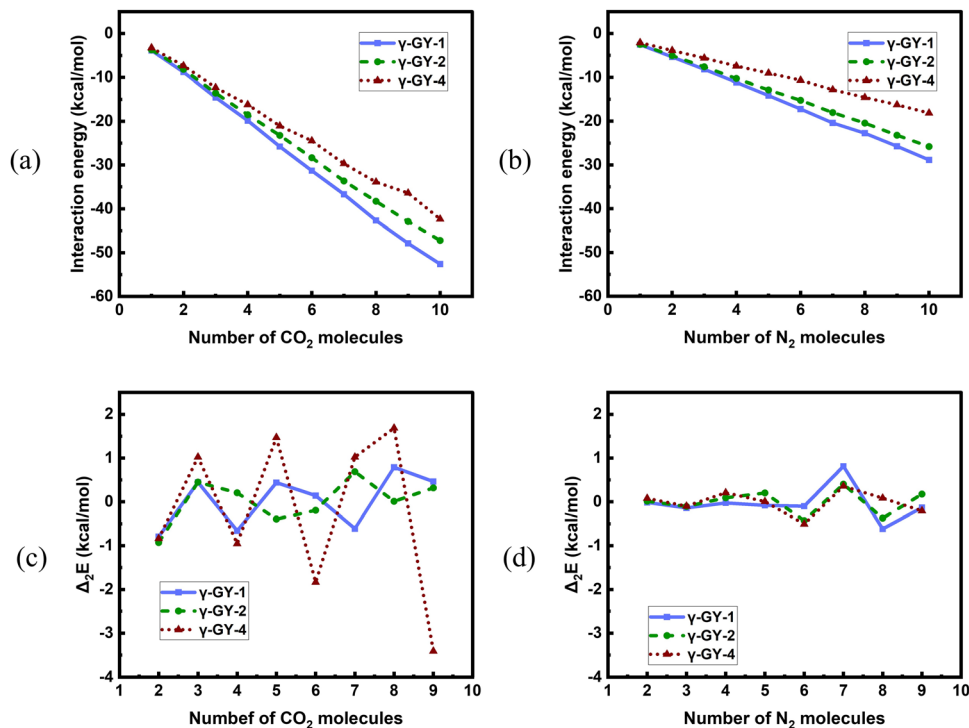 (a)
Interaction energy (kcal/mol)
0
-10
-20
-30
-40
-50
-60
γ-GY-1
γ-GY-2
γ-GY-4
0 2 4 6 8 10
Number of CO₂ molecules
(b)
Interaction energy (kcal/mol)
0
-10
-20
-30
-40
-50
-60
γ-GY-1
γ-GY-2
γ-GY-4
0 2 4 6 8 10
Number of N₂ molecules
(c)
Δ₂E (kcal/mol)
2
1
0
-1
-2
-3
-4
γ-GY-1
γ-GY-2
γ-GY-4
1 2 3 4 5 6 7 8 9 10
Numbef of CO₂ molecules
(d)
Δ₂E (kcal/mol)
2
1
0
-1
-2
-3
-4
γ-GY-1
γ-GY-2
γ-GY-4
1 2 3 4 5 6 7 8 9 10
Number of N₂ molecules